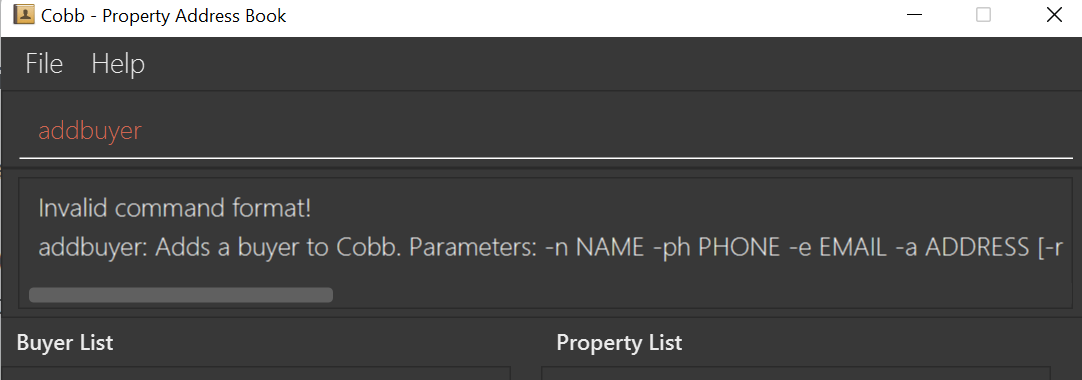 Cobb - Property Address Book
File Help
addbuyer
Invalid command format!
addbuyer: Adds a buyer to Cobb. Parameters: -n NAME -ph PHONE -e EMAIL -a ADDRESS [-r
Buyer List Property List